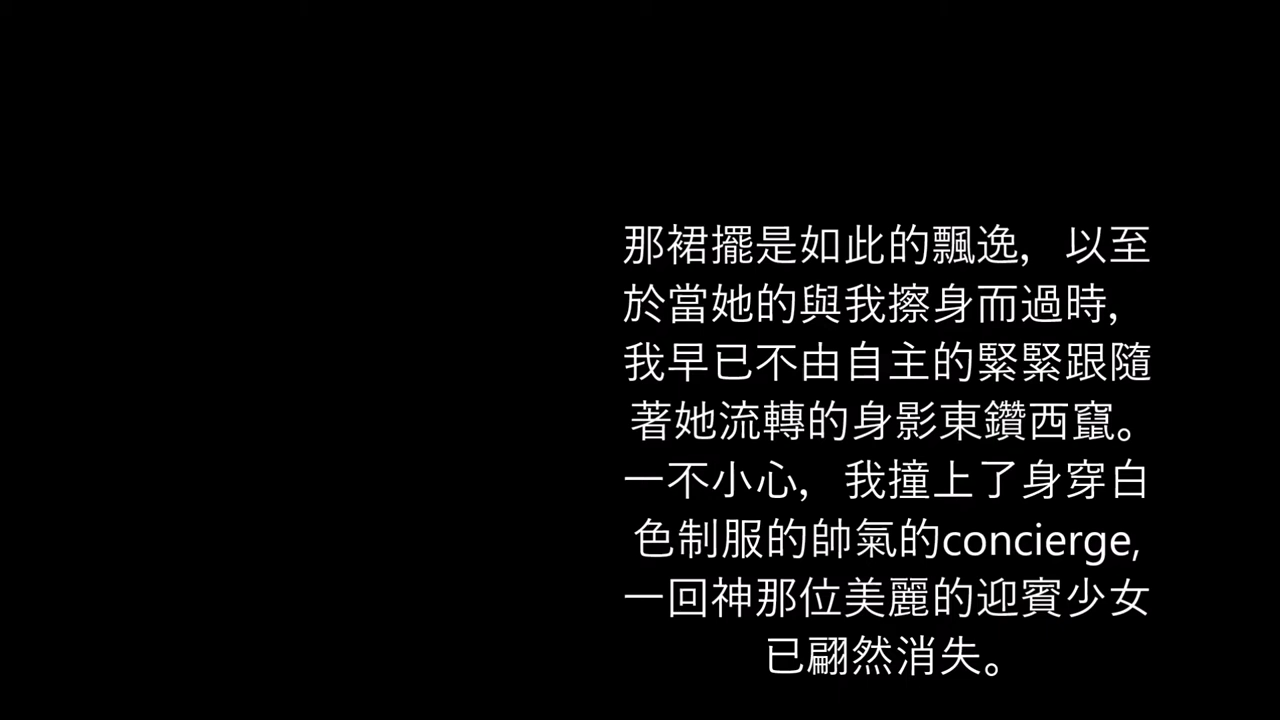 那裙擺是如此的飄逸，以至
於當她的與我擦身而過時，
我早已不由自主的緊緊跟隨
著她流轉的身影東鑽西竄。
一不小心，我撞上了身穿白
色制服的帥氣的concierge,
一回神那位美麗的迎賓少女
已翩然消失。